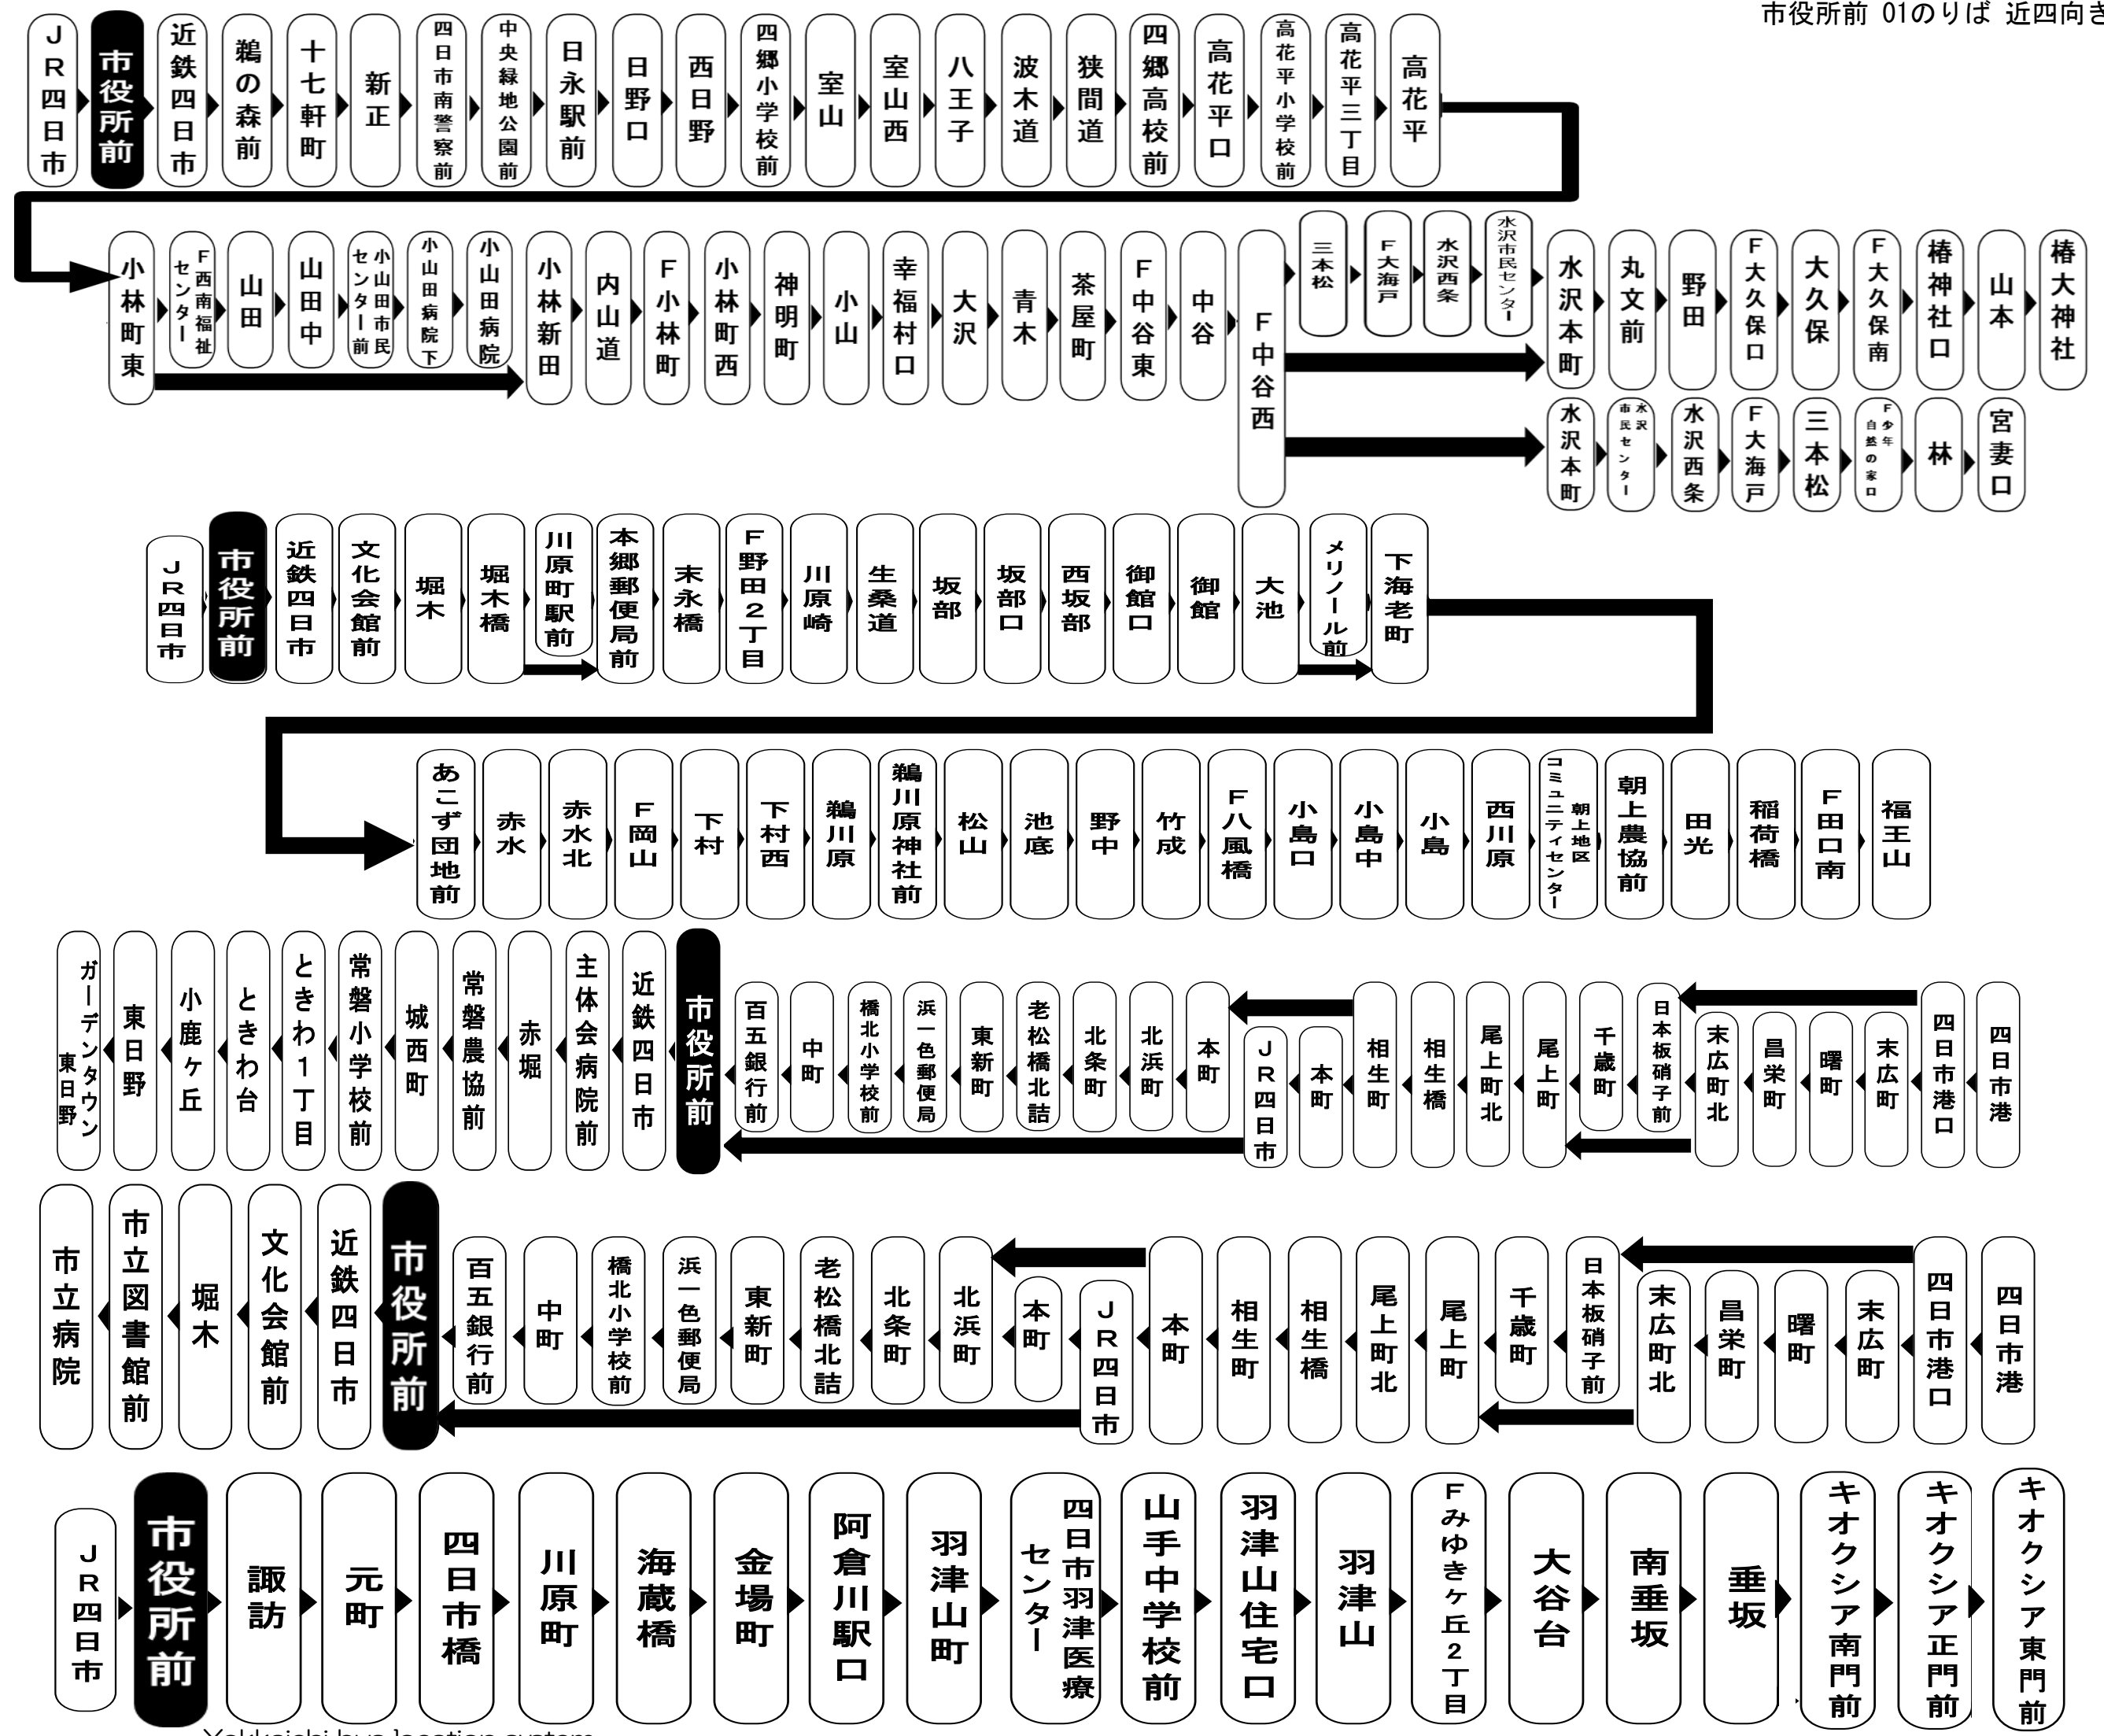 市役所前 01のりば 近四向き
ＪＲ四日市
市役所前
近鉄四日市
鵜の森前
十七軒町
新正
四日市南警察前
中央緑地公園前
日永駅前
日野口
西日野
四郷小学校前
室山
室山西
八王子
波木道
狭間道
四郷高校前
高花平口
高花平小学校前
高花平三丁目
高花平
小林町東
Ｆ西南福祉
センター
山田
山田中
小山田市民
センター前
小山田病院下
小山田病院
小林新田
内山道
Ｆ小林町
小林町西
神明町
小山
幸福村口
大沢
青木
茶屋町
Ｆ中谷東
中谷
Ｆ中谷西
三本松
Ｆ大海戸
水沢西条
水沢市民センター
水沢本町
丸文前
野田
Ｆ大久保口
大久保
Ｆ大久保南
椿神社口
山本
椿大神社
水沢本町
水沢
市民センター
水沢西条
Ｆ大海戸
三本松
Ｆ少年
自然の家口
林
宮妻口
ＪＲ四日市
市役所前
近鉄四日市
文化会館前
堀木
堀木橋
川原町駅前
本郷郵便局前
末永橋
Ｆ野田２丁目
川原崎
生桑道
坂部
坂部口
西坂部
御館口
御館
大池
メリノール前
下海老町
あこず団地前
赤水
赤水北
Ｆ岡山
下村
下村西
鵜川原
鵜川原神社前
松山
池底
野中
竹成
Ｆ八風橋
小島口
小島中
小島
西川原
朝上地区
コミュニティセンター
朝上農協前
田光
稲荷橋
Ｆ田口南
福王山
ガーデンタウン
東日野
東日野
小鹿ヶ丘
ときわ台
ときわ１丁目
常磐小学校前
城西町
常磐農協前
赤堀
主体会病院前
近鉄四日市
市役所前
百五銀行前
中町
橋北小学校前
浜一色郵便局
東新町
老松橋北詰
北条町
北浜町
本町
ＪＲ四日市
本町
相生町
相生橋
尾上町北
尾上町
千歳町
日本板硝子前
末広町北
昌栄町
曙町
末広町
四日市港口
四日市港
市立病院
市立図書館前
堀木
文化会館前
近鉄四日市
市役所前
百五銀行前
中町
橋北小学校前
浜一色郵便局
東新町
老松橋北詰
北条町
北浜町
本町
ＪＲ四日市
本町
相生町
相生橋
尾上町北
尾上町
千歳町
日本板硝子前
末広町北
昌栄町
曙町
末広町
四日市港口
四日市港
ＪＲ四日市
市役所前
諏訪
元町
四日市橋
川原町
海蔵橋
金場町
阿倉川駅口
羽津山町
四日市羽津医療
センター
山手中学校前
羽津山住宅口
羽津山
Ｆみゆきヶ丘２丁目
大谷台
南垂坂
垂坂
キオクシア南門前
キオクシア正門前
キオクシア東門前
Yokkaichi bus location system